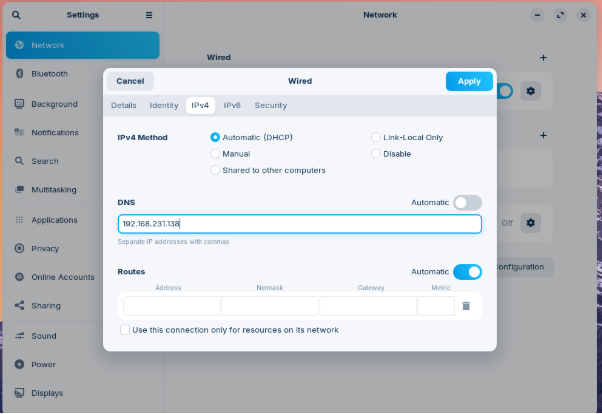 Settings
Network
Network
Bluetooth
Background
Notifications
Search
Multitasking
Applications
Privacy
Online Accounts
Sharing
Sound
Power
Displays
Wired
Off
onfiguration
Cancel
Wired
Apply
Details Identity IPv4 IPv6 Security
IPv4 Method
Automatic (DHCP)
Link-Local Only
Manual
Disable
Shared to other computers
DNS
Automatic
192.168.231.138
Separate IP addresses with commas
Routes
Automatic
Address Netmask Gateway Metric
Use this connection only for resources on its network